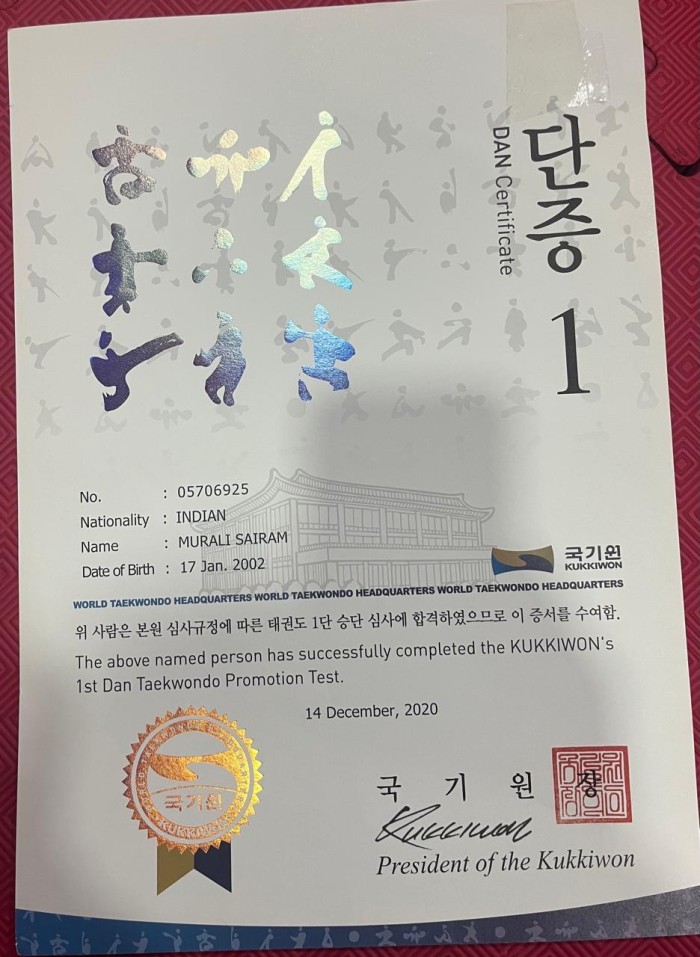 단증
DAN Certificate
1
No. : 05706925
Nationality : INDIAN
Name : MURALI SAIRAM
Date of Birth : 17 Jan. 2002
국기원
KUKKIWON
WORLD TAEKWONDO HEADQUARTERS WORLD TAEKWONDO HEADQUARTERS WORLD TAEKWONDO HEADQUARTERS
위 사람은 본원 심사규정에 따른 태권도 1단 승단 심사에 합격하였으므로 이 증서를 수여함.
The above named person has successfully completed the KUKKIWON's
1st Dan Taekwondo Promotion Test.
14 December, 2020
국기원
KUKKIWON
국 기 원 장
Kukkiwon
President of the Kukkiwon